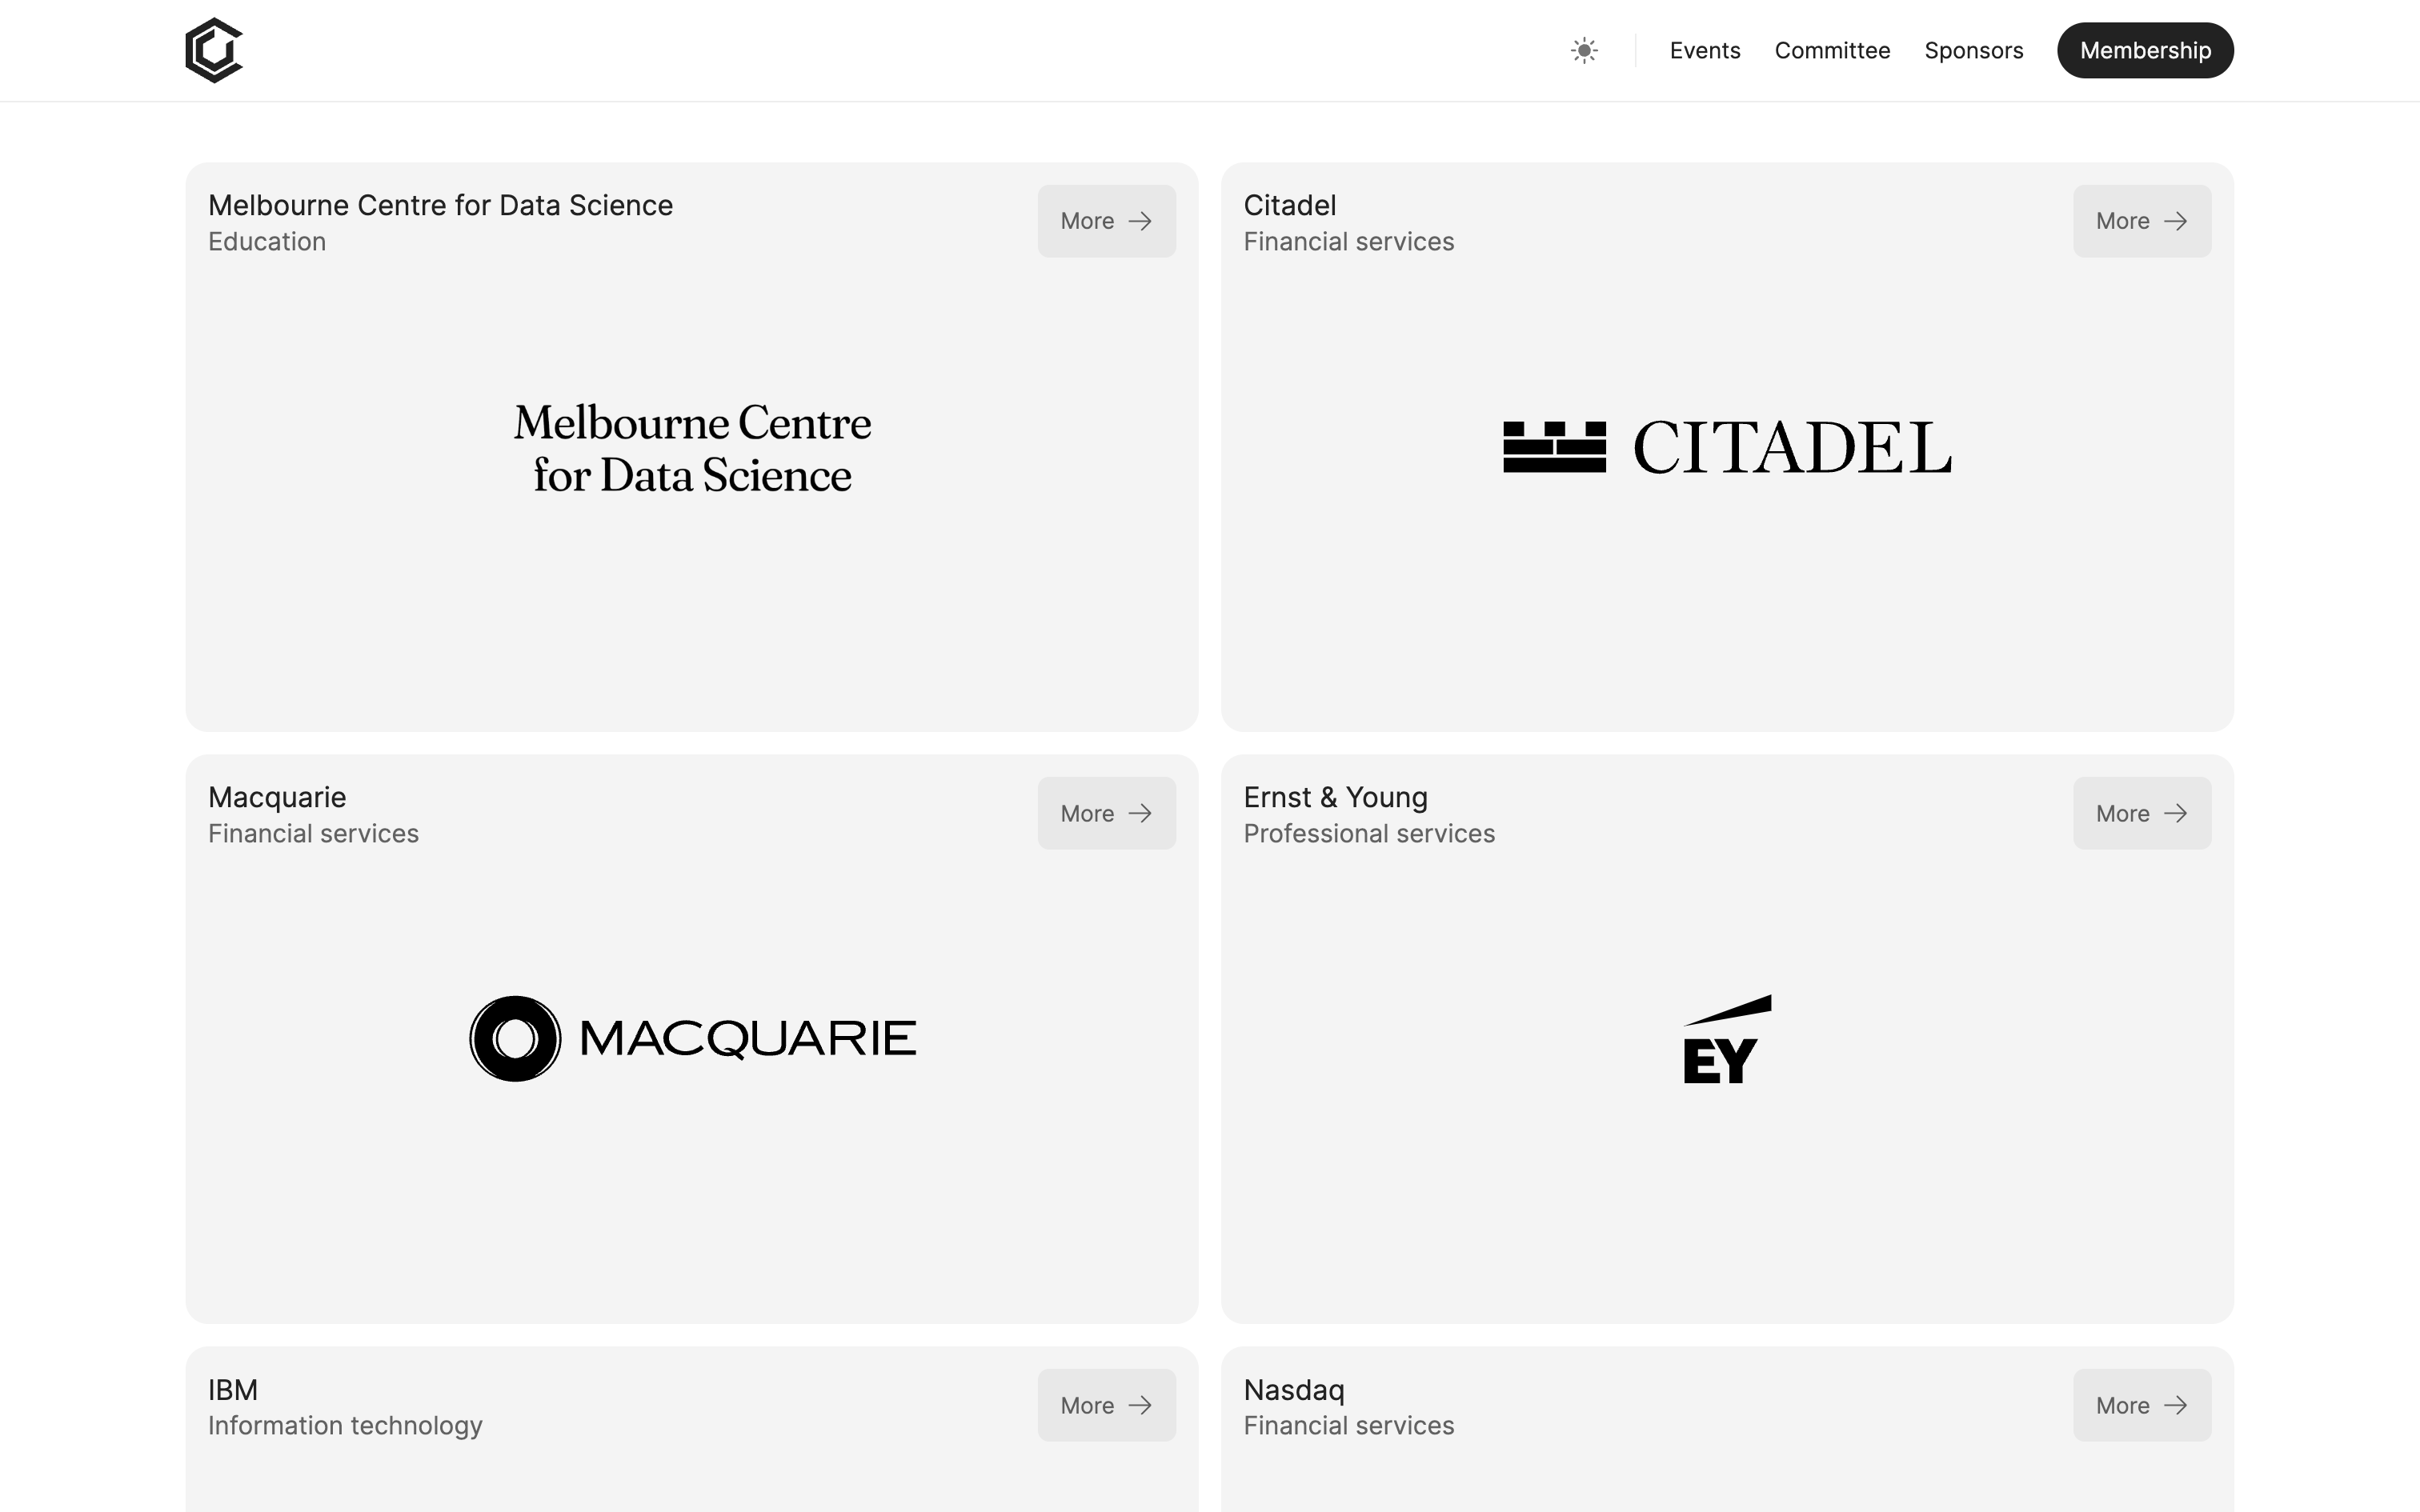 Events
Committee
Sponsors
Membership
Melbourne Centre for Data Science
Education
More
Melbourne Centre
for Data Science
Citadel
Financial services
More
CITADEL
Macquarie
Financial services
More
MACQUARIE
Ernst & Young
Professional services
More
EY
IBM
Information technology
More
Nasdaq
Financial services
More